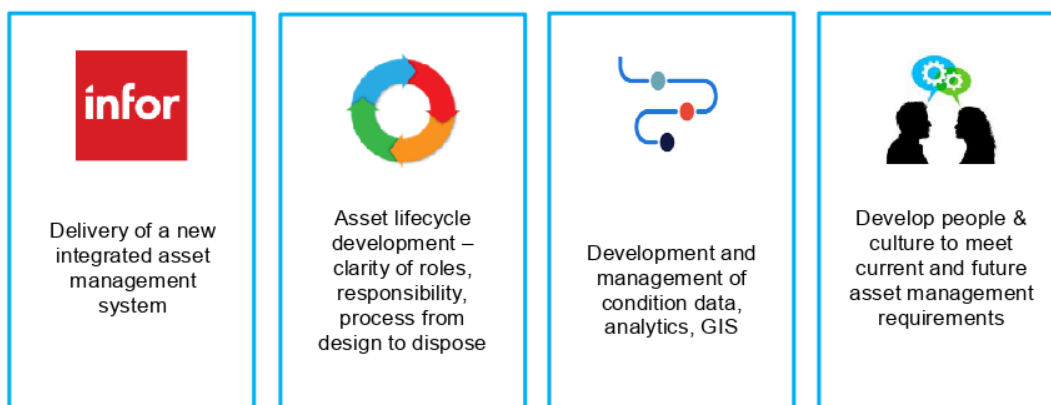 infor
Delivery of a new
integrated asset
management
system
Asset lifecycle
development –
clarity of roles,
responsibility,
process from
design to dispose
Development and
management of
condition data,
analytics, GIS
Develop people &
culture to meet
current and future
asset management
requirements